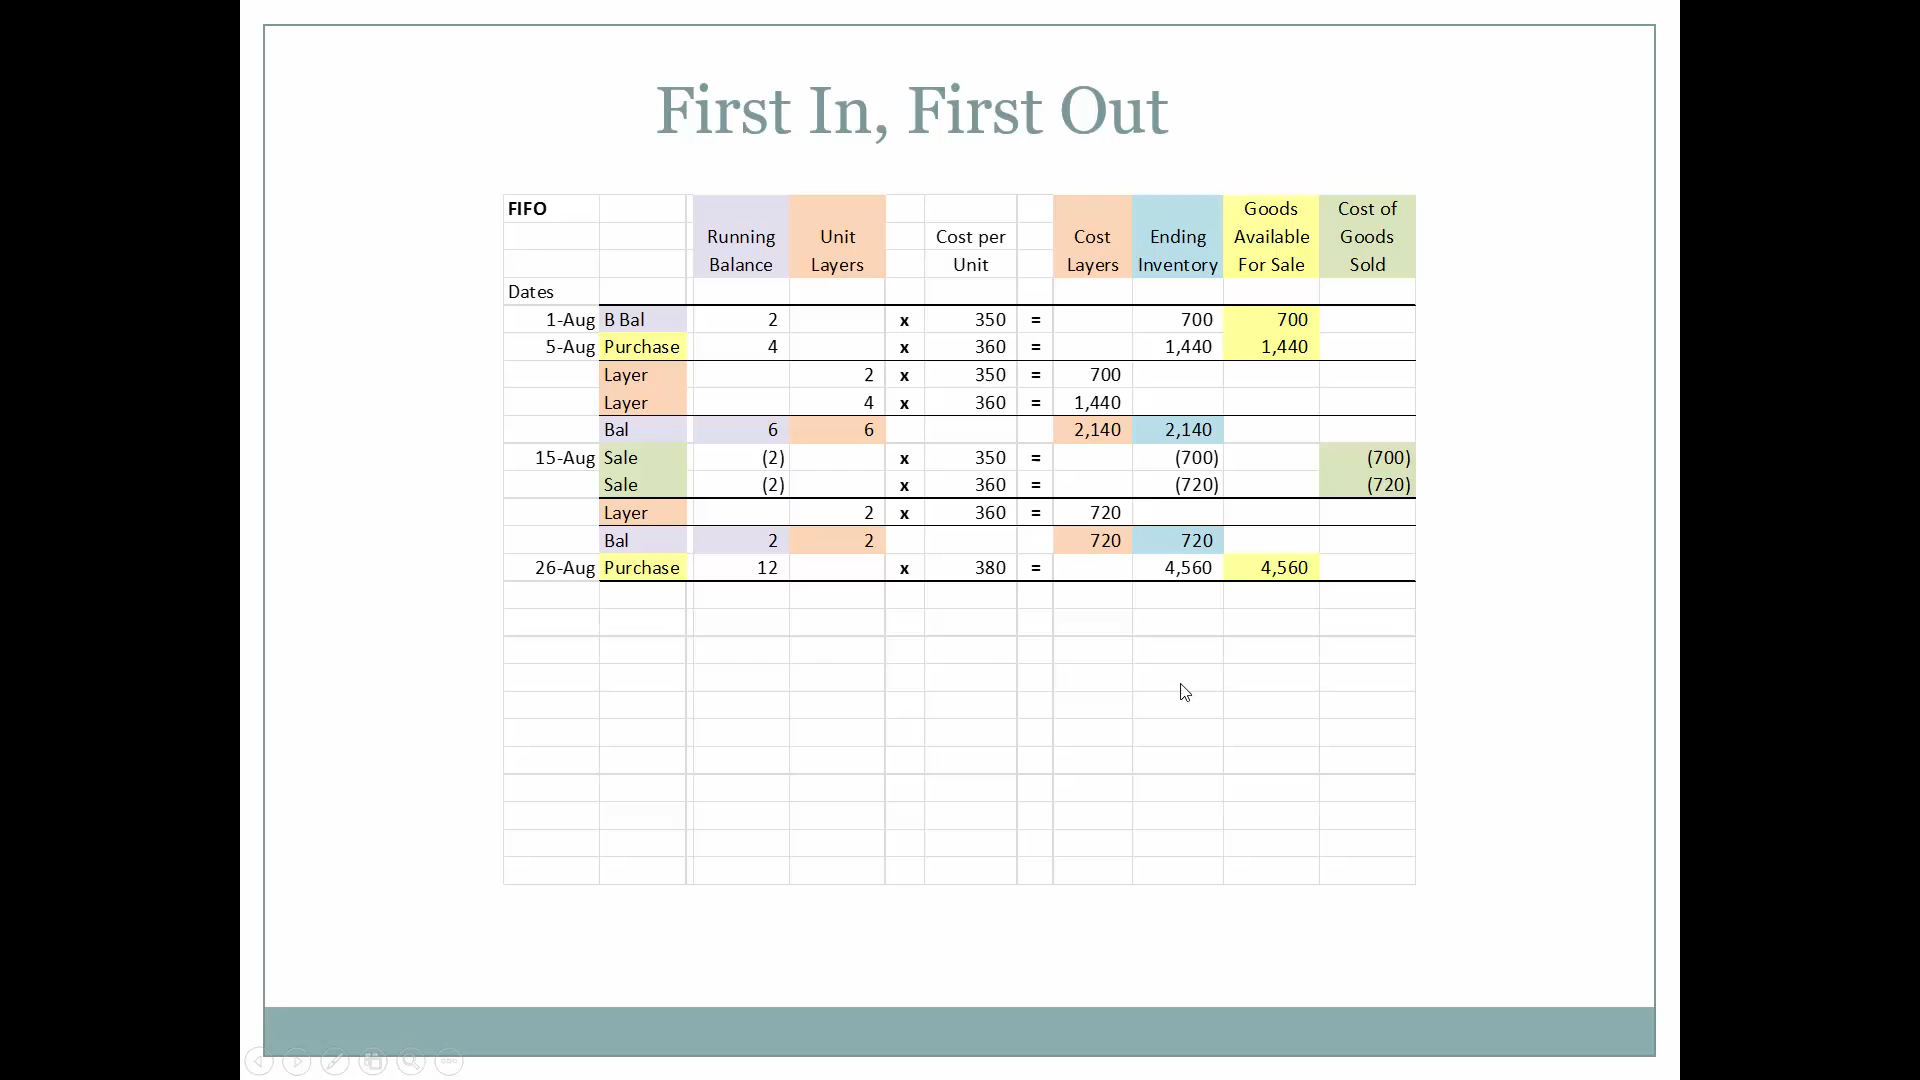 First In, First Out
FIFO Goods Cost of
Running Unit Cost per Cost Ending Available Goods
Balance Layers Unit Layers Inventory For Sale Sold
Dates
1-Aug B Bal 2 x 350 = 700 700
5-Aug Purchase 4 x 360 = 1,440 1,440
Layer 2 x 350 = 700
Layer 4 x 360 = 1,440
Bal 6 6 2,140 2,140
15-Aug Sale (2) x 350 = (700) (700)
Sale (2) x 360 = (720) (720)
Layer 2 x 360 = 720
Bal 2 2 720 720
26-Aug Purchase 12 x 380 = 4,560 4,560